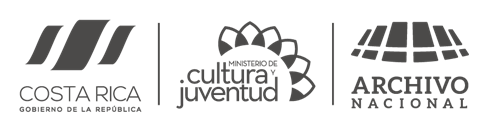 COSTA RICA
GOBIERNO DE LA REPÚBLICA
MINISTERIO DE
cultura y
juventud
ARCHIVO
NACIONAL